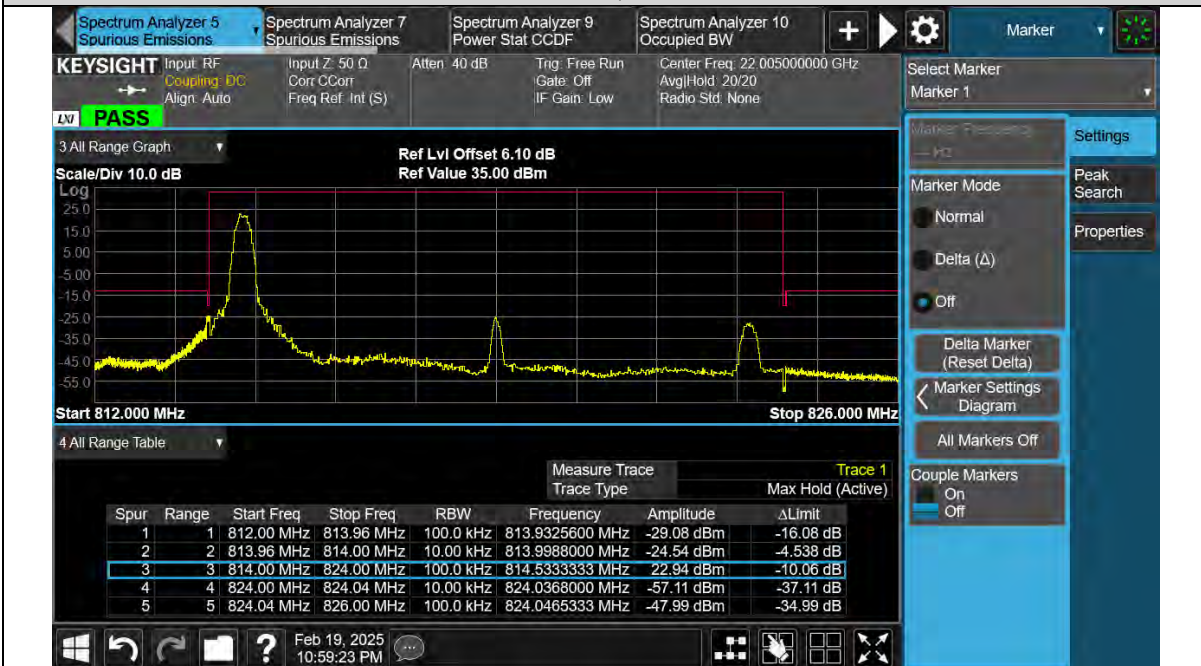 Spectrum Analyzer 5
Spurious Emissions
Spectrum Analyzer 7
Spurious Emissions
Spectrum Analyzer 9
Power Stat CCDF
Spectrum Analyzer 10
Occupied BW
+
Marker
KEYSIGHT
Input: RF
Coupling: DC
Align: Auto
Input Z: 50 Ω
Corr CCorr
Freq Ref: Int (S)
Atten: 40 dB
Trig: Free Run
Gate: Off
IF Gain: Low
Center Freq: 22.005000000 GHz
Avg|Hold: 20/20
Radio Std: None
LXI PASS
Select Marker
Marker 1
Marker Frequency
--- Hz
Settings
Marker Mode
Normal
Delta (Δ)
Off
Peak
Search
Properties
Delta Marker
(Reset Delta)
Marker Settings
Diagram
All Markers Off
Couple Markers
On
Off
3 All Range Graph
Ref Lvl Offset 6.10 dB
Scale/Div 10.0 dB
Ref Value 35.00 dBm
Log
25.0
15.0
5.00
-5.00
-15.0
-25.0
-35.0
-45.0
-55.0
Start 812.000 MHz
Stop 826.000 MHz
4 All Range Table
Measure Trace Trace 1
Trace Type Max Hold (Active)
Spur Range Start Freq Stop Freq RBW Frequency Amplitude ΔLimit
1 1 812.00 MHz 813.96 MHz 100.0 kHz 813.9325600 MHz -29.08 dBm -16.08 dB
2 2 813.96 MHz 814.00 MHz 10.00 kHz 813.9988000 MHz -24.54 dBm -4.538 dB
3 3 814.00 MHz 824.00 MHz 100.0 kHz 814.5333333 MHz 22.94 dBm -10.06 dB
4 4 824.00 MHz 824.04 MHz 10.00 kHz 824.0368000 MHz -57.11 dBm -37.11 dB
5 5 824.04 MHz 826.00 MHz 100.0 kHz 824.0465333 MHz -47.99 dBm -34.99 dB
?
Feb 19, 2025
10:59:23 PM